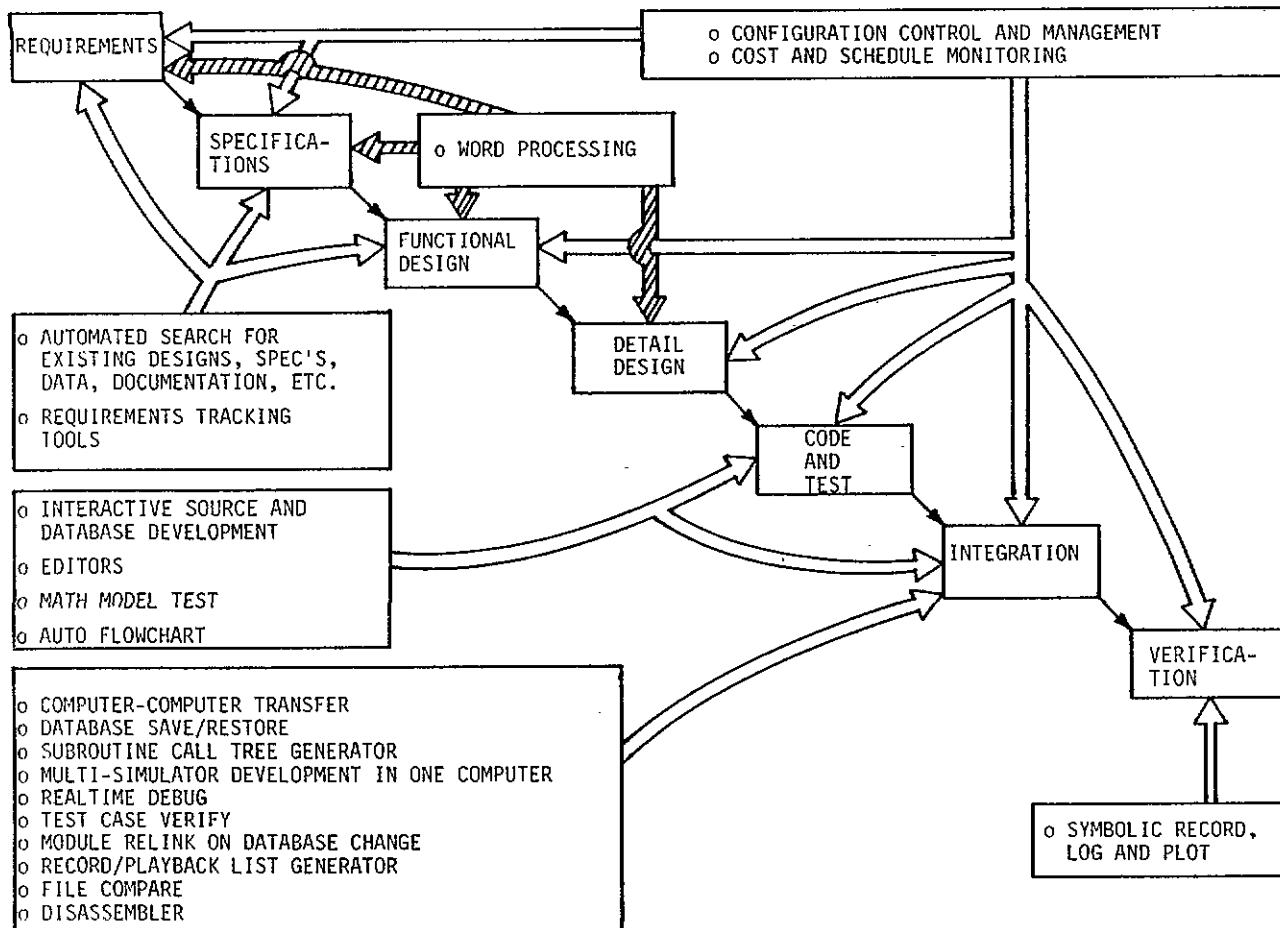 REQUIREMENTS
o CONFIGURATION CONTROL AND MANAGEMENT
o COST AND SCHEDULE MONITORING
SPECIFICA-
TIONS
o WORD PROCESSING
FUNCTIONAL
DESIGN
DETAIL
DESIGN
o AUTOMATED SEARCH FOR
EXISTING DESIGNS, SPEC'S,
DATA, DOCUMENTATION, ETC.
o REQUIREMENTS TRACKING
TOOLS
CODE
AND
TEST
o INTERACTIVE SOURCE AND
DATABASE DEVELOPMENT
o EDITORS
o MATH MODEL TEST
o AUTO FLOWCHART
INTEGRATION
VERIFICA-
TION
o COMPUTER-COMPUTER TRANSFER
o DATABASE SAVE/RESTORE
o SUBROUTINE CALL TREE GENERATOR
o MULTI-SIMULATOR DEVELOPMENT IN ONE COMPUTER
o REALTIME DEBUG
o TEST CASE VERIFY
o MODULE RELINK ON DATABASE CHANGE
o RECORD/PLAYBACK LIST GENERATOR
o FILE COMPARE
o DISASSEMBLER
o SYMBOLIC RECORD,
LOG AND PLOT